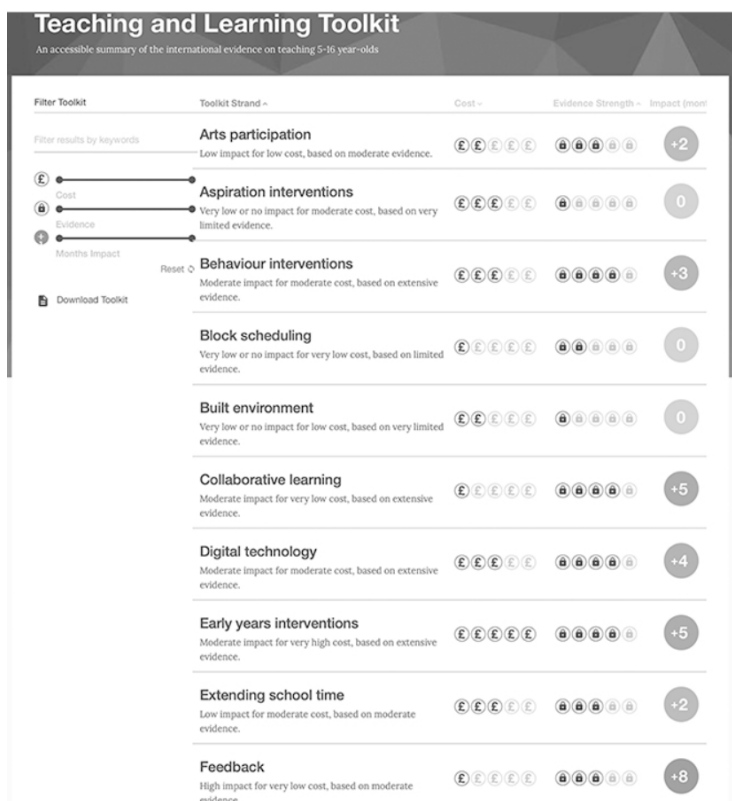 Teaching and Learning Toolkit
An accessible summary of the international evidence on teaching 5-16 year-olds
Filter Toolkit
Toolkit Strand
Cost
Evidence Strength
Impact (mont
Filter results by keywords
Cost
Evidence
Months Impact
Reset
Download Toolkit
Arts participation
Low impact for low cost, based on moderate evidence.
+2
Aspiration interventions
Very low or no impact for moderate cost, based on very
limited evidence.
0
Behaviour interventions
Moderate impact for moderate cost, based on extensive
evidence.
+3
Block scheduling
Very low or no impact for very low cost, based on limited
evidence.
0
Built environment
Very low or no impact for low cost, based on very limited
evidence.
0
Collaborative learning
Moderate impact for very low cost, based on extensive
evidence.
+5
Digital technology
Moderate impact for moderate cost, based on extensive
evidence.
+4
Early years interventions
Moderate impact for very high cost, based on extensive
evidence.
+5
Extending school time
Low impact for moderate cost, based on moderate
evidence.
+2
Feedback
High impact for very low cost, based on moderate
evidence.
+8